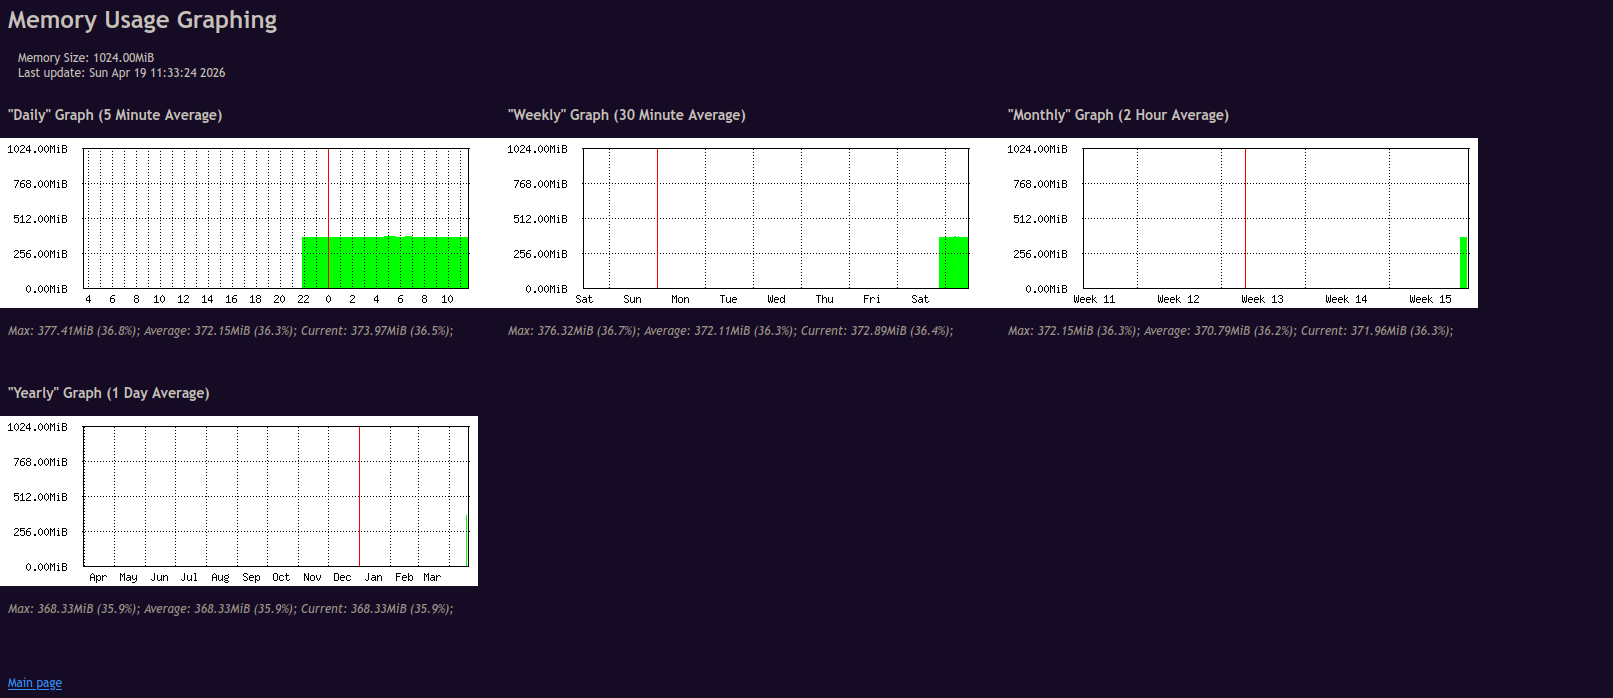 Memory Usage Graphing
Memory Size: 1024.00MiB
Last update: Sun Apr 19 11:33:24 2026
"Daily" Graph (5 Minute Average)
1024.00MiB
768.00MiB
512.00MiB
256.00MiB
0.00MiB
4 6 8 10 12 14 16 18 20 22 0 2 4 6 8 10
Max: 377.41MiB (36.8%); Average: 372.15MiB (36.3%); Current: 373.97MiB (36.5%);
"Weekly" Graph (30 Minute Average)
1024.00MiB
768.00MiB
512.00MiB
256.00MiB
0.00MiB
Sat Sun Mon Tue Wed Thu Fri Sat
Max: 376.32MiB (36.7%); Average: 372.11MiB (36.3%); Current: 372.89MiB (36.4%);
"Monthly" Graph (2 Hour Average)
1024.00MiB
768.00MiB
512.00MiB
256.00MiB
0.00MiB
Week 11 Week 12 Week 13 Week 14 Week 15
Max: 372.15MiB (36.3%); Average: 370.79MiB (36.2%); Current: 371.96MiB (36.3%);
"Yearly" Graph (1 Day Average)
1024.00MiB
768.00MiB
512.00MiB
256.00MiB
0.00MiB
Apr May Jun Jul Aug Sep Oct Nov Dec Jan Feb Mar
Max: 368.33MiB (35.9%); Average: 368.33MiB (35.9%); Current: 368.33MiB (35.9%);
Main page